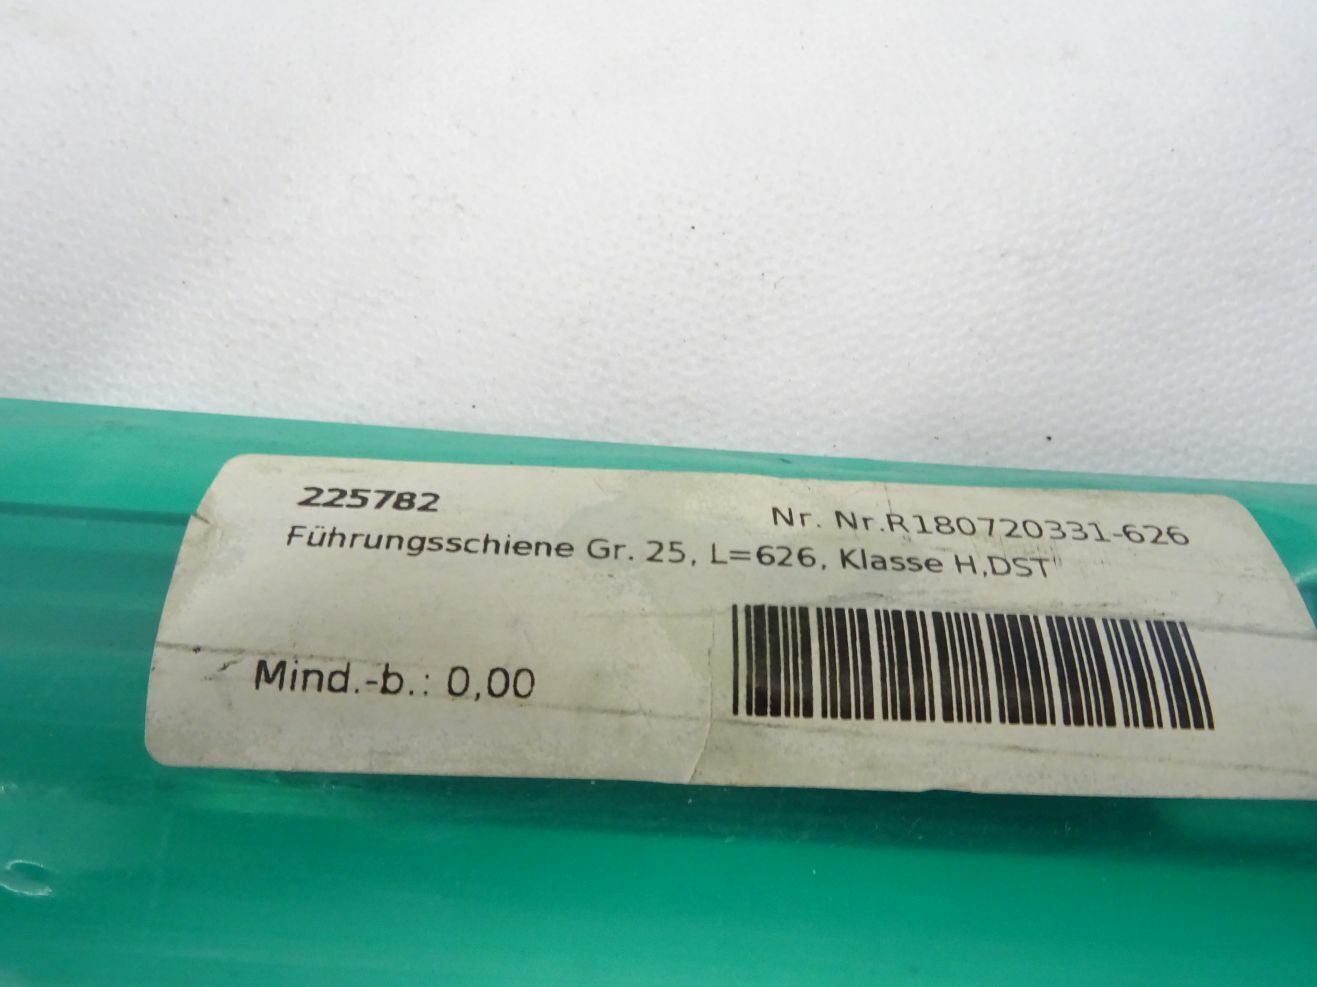 225782
Nr. Nr.R180720331-626
Führungsschiene Gr. 25, L=626, Klasse H,DST"
Mind.-b.: 0,00